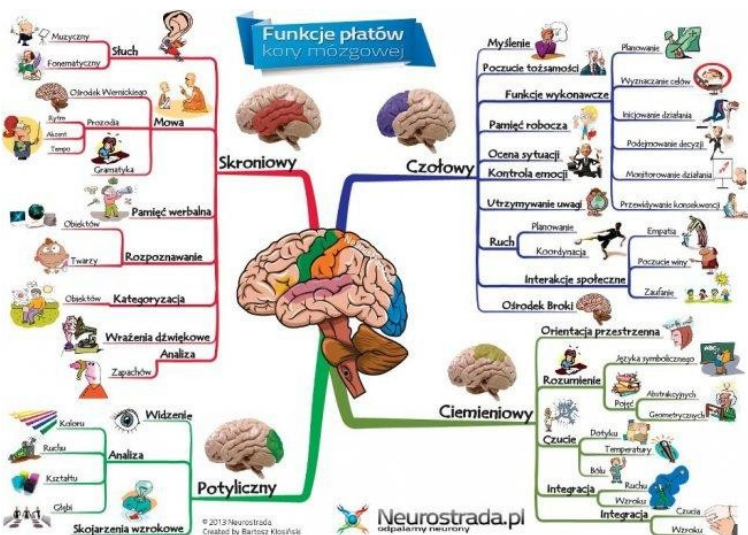 Funkcje płatów
kory mózgowej
Skroniowy
Słuch
Muzyczny
Fonematyczny
Mowa
Ośrodek Wernickiego
Prozodia
Rytm
Akcent
Tempo
Gramatyka
Pamięć werbalna
Rozpoznawanie
Obiektów
Twarzy
Kategoryzacja
Obiektów
Wrażenia dźwiękowe
Analiza
Zapachów
Czołowy
Myślenie
Poczucie tożsamości
Funkcje wykonawcze
Planowanie
Wyznaczanie celów
Inicjowanie działania
Podejmowanie decyzji
Monitorowanie działania
Przewidywanie konsekwencji
Pamięć robocza
Ocena sytuacji
Kontrola emocji
Utrzymywanie uwagi
Ruch
Planowanie
Koordynacja
Interakcje społeczne
Empatia
Poczucie winy
Zaufanie
Ośrodek Broki
Ciemieniowy
Orientacja przestrzenna
Rozumienie
Języka symbolicznego
ABC
Pojęć
Abstrakcyjnych
Geometrycznych
Czucie
Dotyku
Temperatury
Bólu
Integracja
Ruchu
Wzroku
Integracja
Czucia
Wzroku
Potyliczny
Widzenie
Analiza
Koloru
Ruchu
Kształtu
Głębi
Skojarzenia wzrokowe
© 2013 Neurostrada
Created by Bartosz Kłosiński
Neurostrada.pl
odpalamy neurony